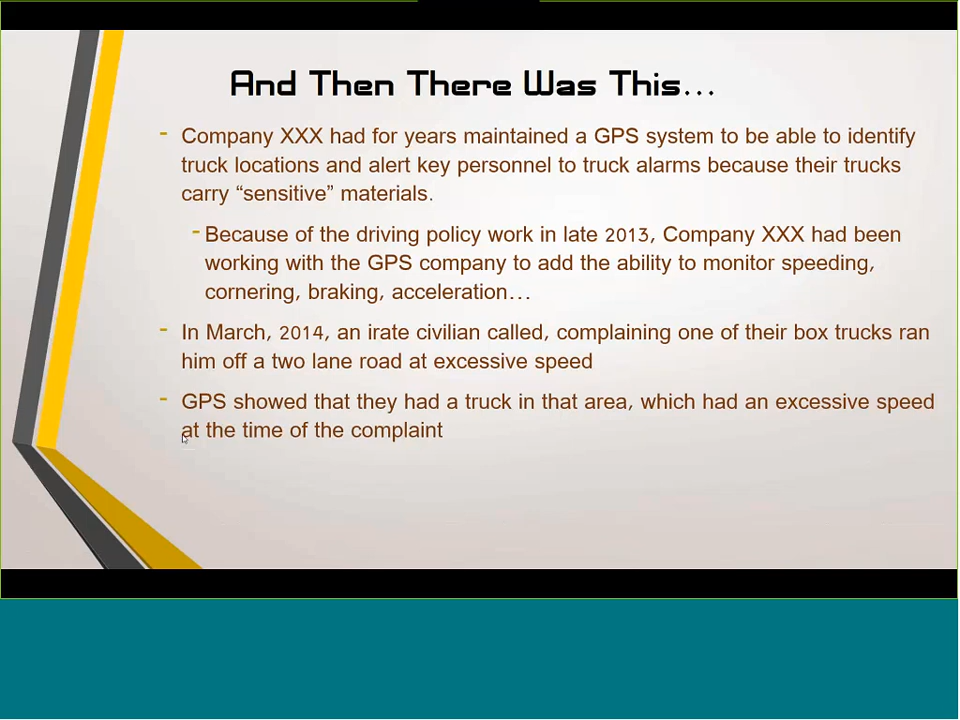 And Then There Was This...
- Company XXX had for years maintained a GPS system to be able to identify
truck locations and alert key personnel to truck alarms because their trucks
carry “sensitive” materials.
- Because of the driving policy work in late 2013, Company XXX had been
working with the GPS company to add the ability to monitor speeding,
cornering, braking, acceleration...
- In March, 2014, an irate civilian called, complaining one of their box trucks ran
him off a two lane road at excessive speed
- GPS showed that they had a truck in that area, which had an excessive speed
at the time of the complaint